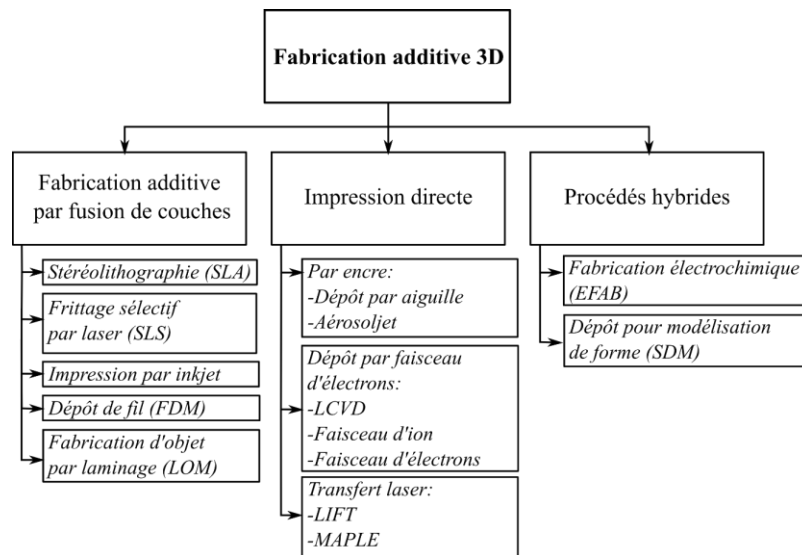 Fabrication additive 3D
Fabrication additive
par fusion de couches
Stéréolithographie (SLA)
Frittage sélectif
par laser (SLS)
Impression par inkjet
Dépôt de fil (FDM)
Fabrication d'objet
par laminage (LOM)
Impression directe
Par encre:
-Dépôt par aiguille
-Aérosoljet
Dépôt par faisceau
d'électrons:
-LCVD
-Faisceau d'ion
-Faisceau d'électrons
Transfert laser:
-LIFT
-MAPLE
Procédés hybrides
Fabrication électrochimique
(EFAB)
Dépôt pour modélisation
de forme (SDM)